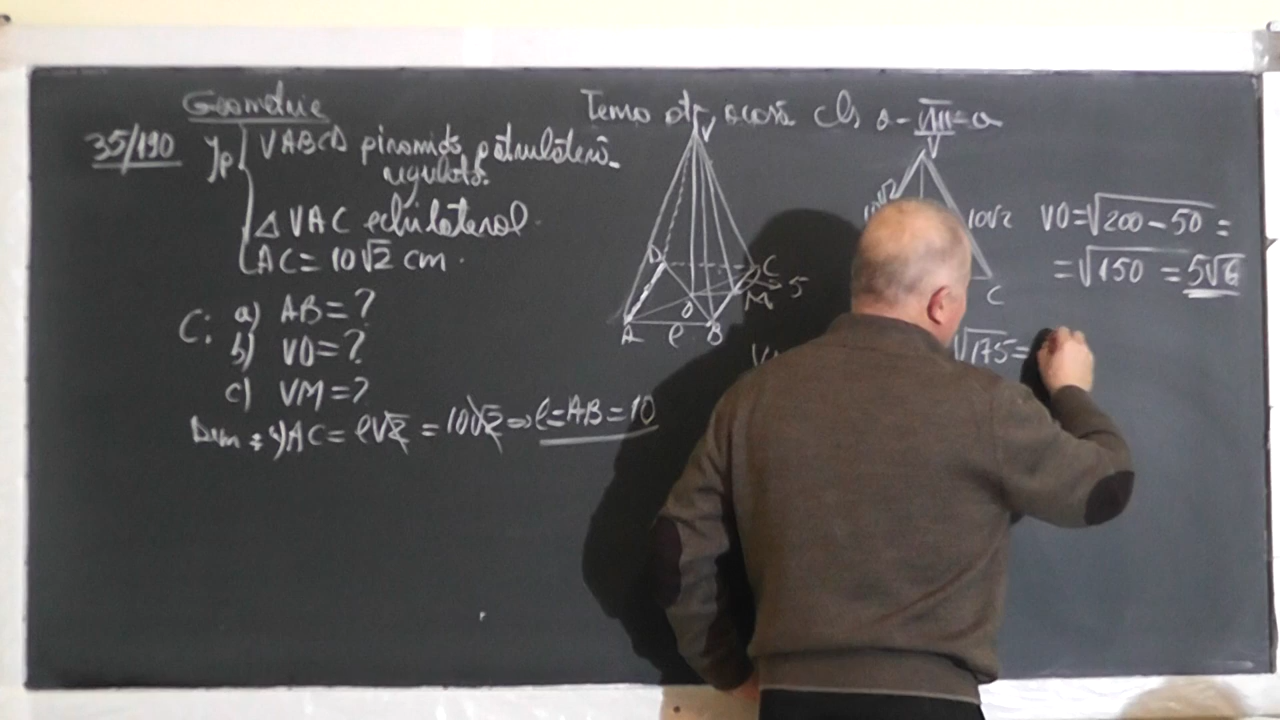 Geometrie
Tema ptr. acasă cls a-VIII-a
35/190
Ip VABCD piramidă patrulateră
regulată.
△ VAC echilateral.
AC = 10√2 cm.
C: a) AB = ?
b) VO = ?
c) VM = ?
Dem: a) AC = ℓ√2 = 10√2 ⇒ ℓ = AB = 10
V
D
C
M
5
O
A
ℓ
B
V
10√2
10√2
C
VO = √200 - 50 =
= √150 = 5√6
√175 =